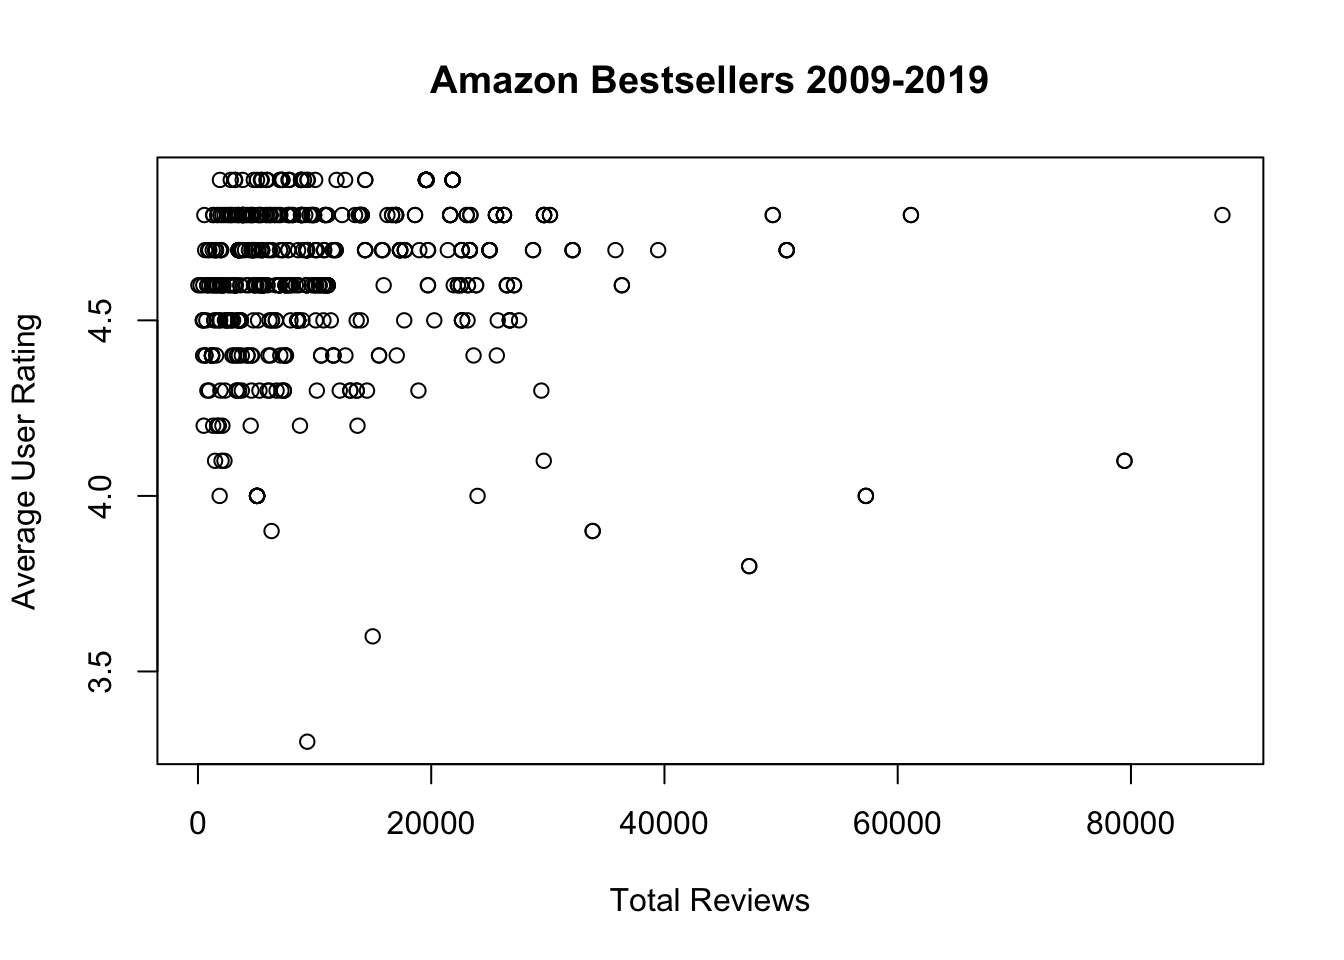 Amazon Bestsellers 2009-2019
Average User Rating
4.5
4.0
3.5
0 20000 40000 60000 80000
Total Reviews